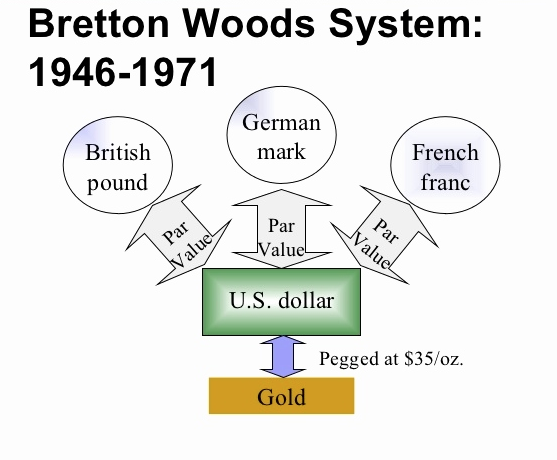 Bretton Woods System:
1946-1971
German
mark
British
pound
French
franc
Par
Value
Par
Value
Par
Value
U.S. dollar
Pegged at $35/oz.
Gold